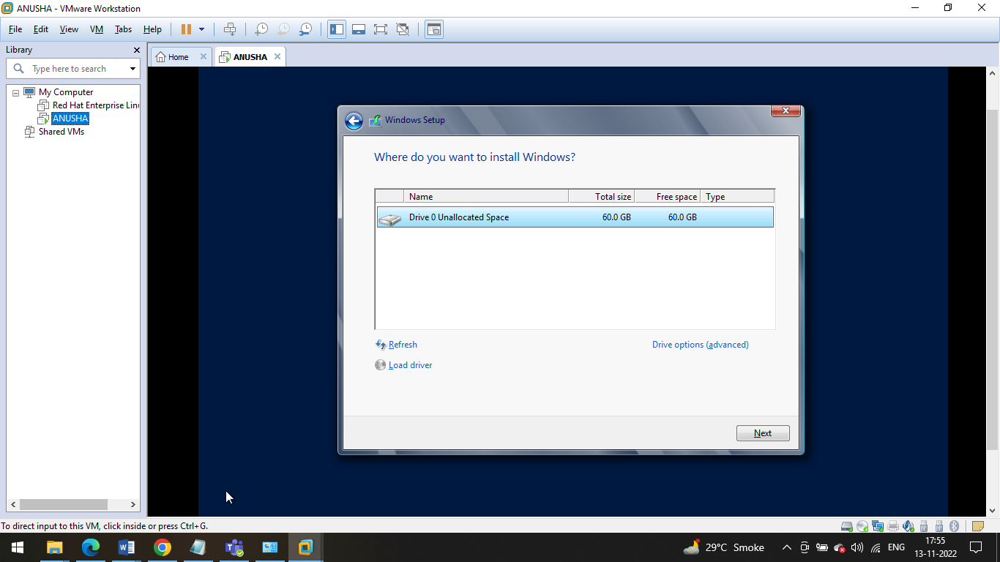 ANUSHA - VMware Workstation
File Edit View VM Tabs Help
Library
Type here to search
My Computer
Red Hat Enterprise Linu
ANUSHA
Shared VMs
Home
ANUSHA
Windows Setup
Where do you want to install Windows?
Name Total size Free space Type
Drive 0 Unallocated Space 60.0 GB 60.0 GB
Refresh
Drive options (advanced)
Load driver
Next
To direct input to this VM, click inside or press Ctrl+G.
29°C Smoke
ENG
17:55
13-11-2022